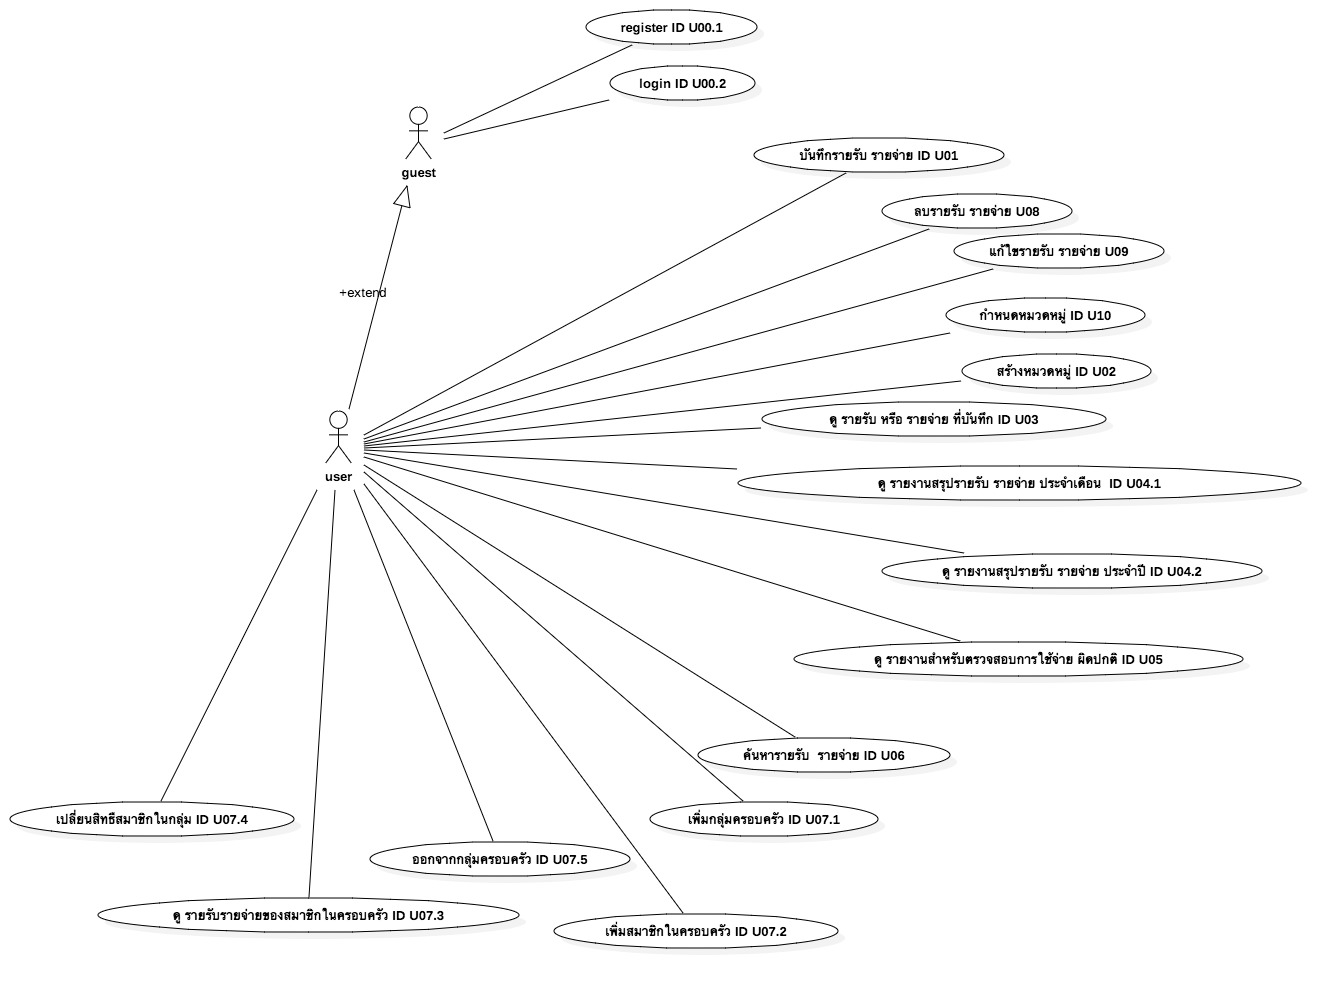 register ID U00.1
login ID U00.2
guest
บันทึกรายรับ รายจ่าย ID U01
ลบรายรับ รายจ่าย U08
แก้ไขรายรับ รายจ่าย U09
+extend
กำหนดหมวดหมู่ ID U10
สร้างหมวดหมู่ ID U02
ดู รายรับ หรือ รายจ่าย ที่บันทึก ID U03
user
ดู รายงานสรุปรายรับ รายจ่าย ประจำเดือน  ID U04.1
ดู รายงานสรุปรายรับ รายจ่าย ประจำปี ID U04.2
ดู รายงานสำหรับตรวจสอบการใช้จ่าย ผิดปกติ ID U05
ค้นหารายรับ  รายจ่าย ID U06
เปลี่ยนสิทธิสมาชิกในกลุ่ม ID U07.4
เพิ่มกลุ่มครอบครัว ID U07.1
ออกจากกลุ่มครอบครัว ID U07.5
ดู รายรับรายจ่ายของสมาชิกในครอบครัว ID U07.3
เพิ่มสมาชิกในครอบครัว ID U07.2